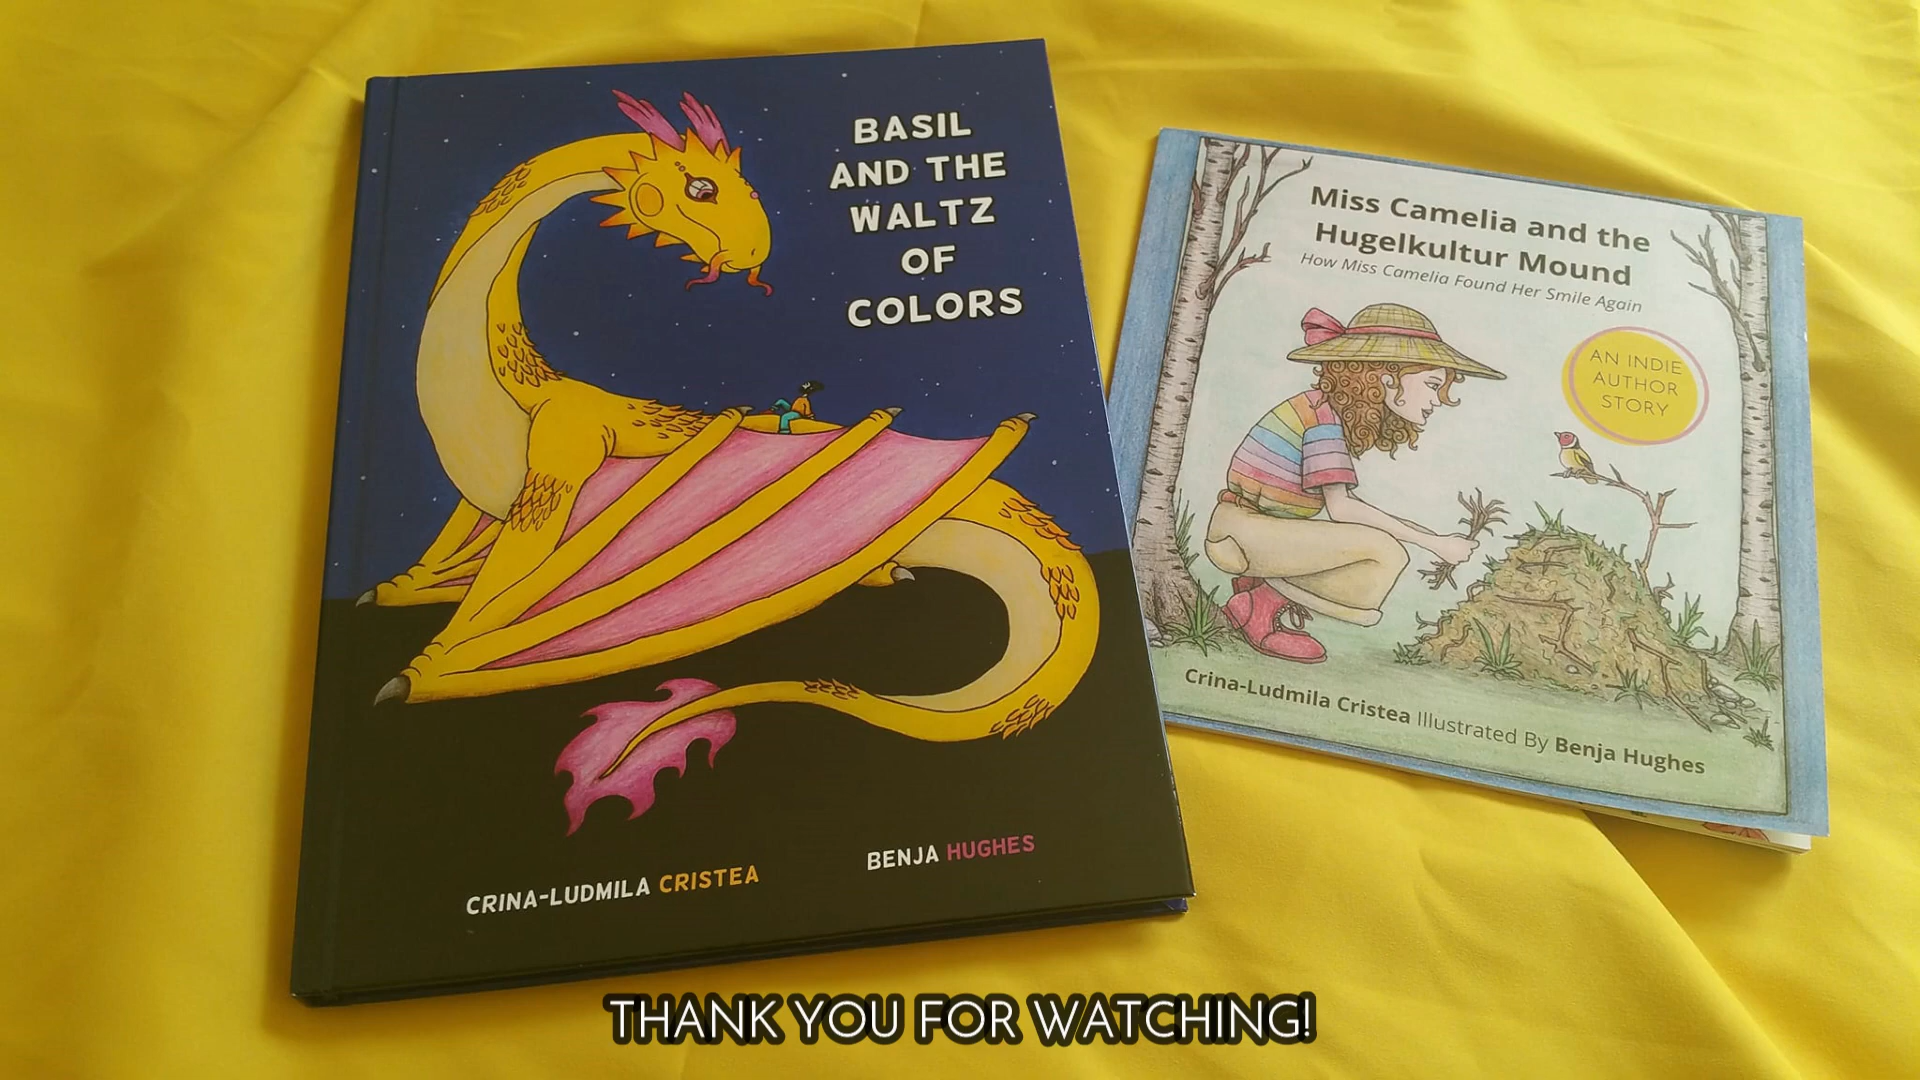 BASIL
AND THE
WALTZ
OF
COLORS
CRINA-LUDMILA CRISTEA
BENJA HUGHES
Miss Camelia and the
Hugelkultur Mound
How Miss Camelia Found Her Smile Again
AN INDIE
AUTHOR
STORY
Crina-Ludmila Cristea Illustrated By Benja Hughes
THANK YOU FOR WATCHING!